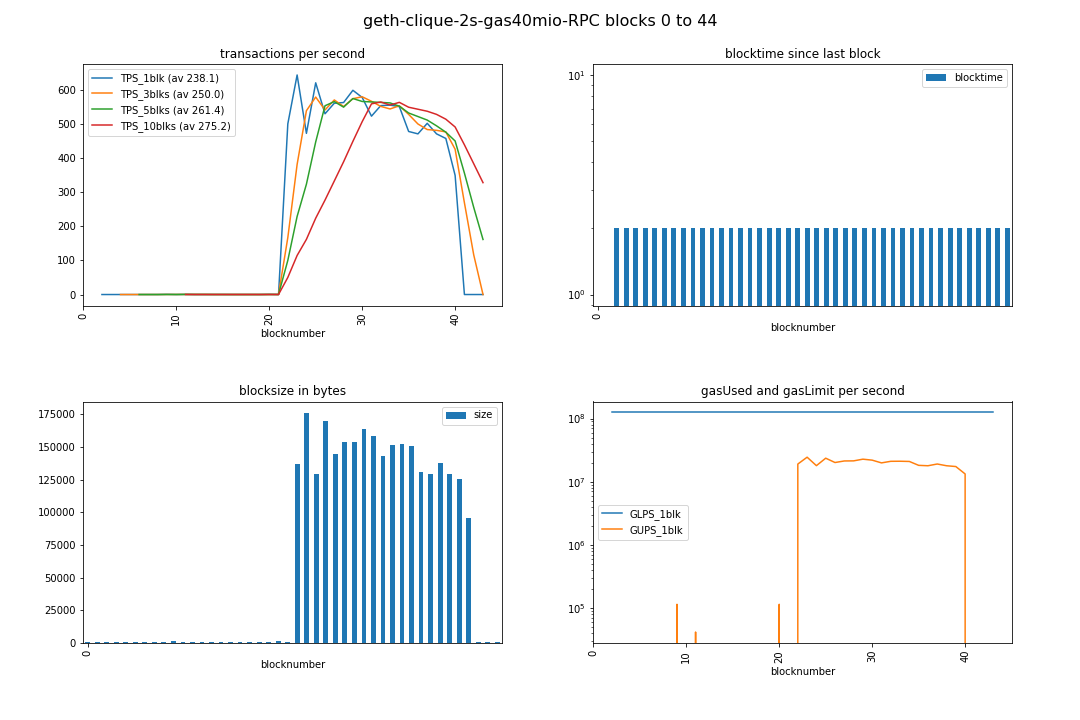 geth-clique-2s-gas40mio-RPC blocks 0 to 44
transactions per second
TPS_1blk (av 238.1)
TPS_3blks (av 250.0)
TPS_5blks (av 261.4)
TPS_10blks (av 275.2)
600
500
400
300
200
100
0
0
10
20
30
40
blocknumber
blocktime since last block
blocktime
10¹
10⁰
0
blocknumber
blocksize in bytes
size
175000
150000
125000
100000
75000
50000
25000
0
0
blocknumber
gasUsed and gasLimit per second
10⁸
10⁷
10⁶
10⁵
GLPS_1blk
GUPS_1blk
0
10
20
30
40
blocknumber